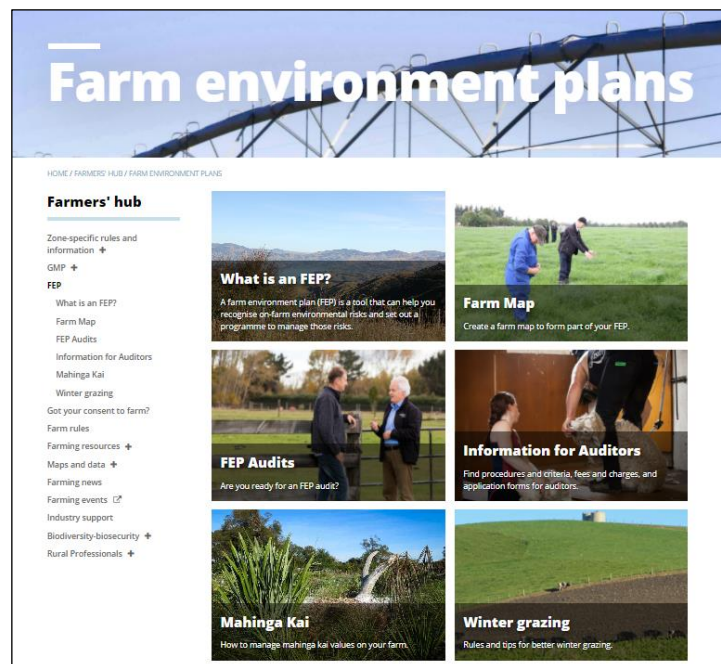 Farm environment plans
HOME / FARMERS' HUB / FARM ENVIRONMENT PLANS
Farmers' hub
Zone-specific rules and
information +
GMP +
FEP
What is an FEP?
Farm Map
FEP Audits
Information for Auditors
Mahinga Kai
Winter grazing
Got your consent to farm?
Farm rules
Farming resources +
Maps and data +
Farming news
Farming events
Industry support
Biodiversity-biosecurity +
Rural Professionals +
What is an FEP?
A farm environment plan (FEP) is a tool that can help you
recognise on-farm environmental risks and set out a
programme to manage those risks.
Farm Map
Create a farm map to form part of your FEP.
FEP Audits
Are you ready for an FEP audit?
Information for Auditors
Find procedures and criteria, fees and charges, and
application forms for auditors.
Mahinga Kai
How to manage mahinga kai values on your farm.
Winter grazing
Rules and tips for better winter grazing.